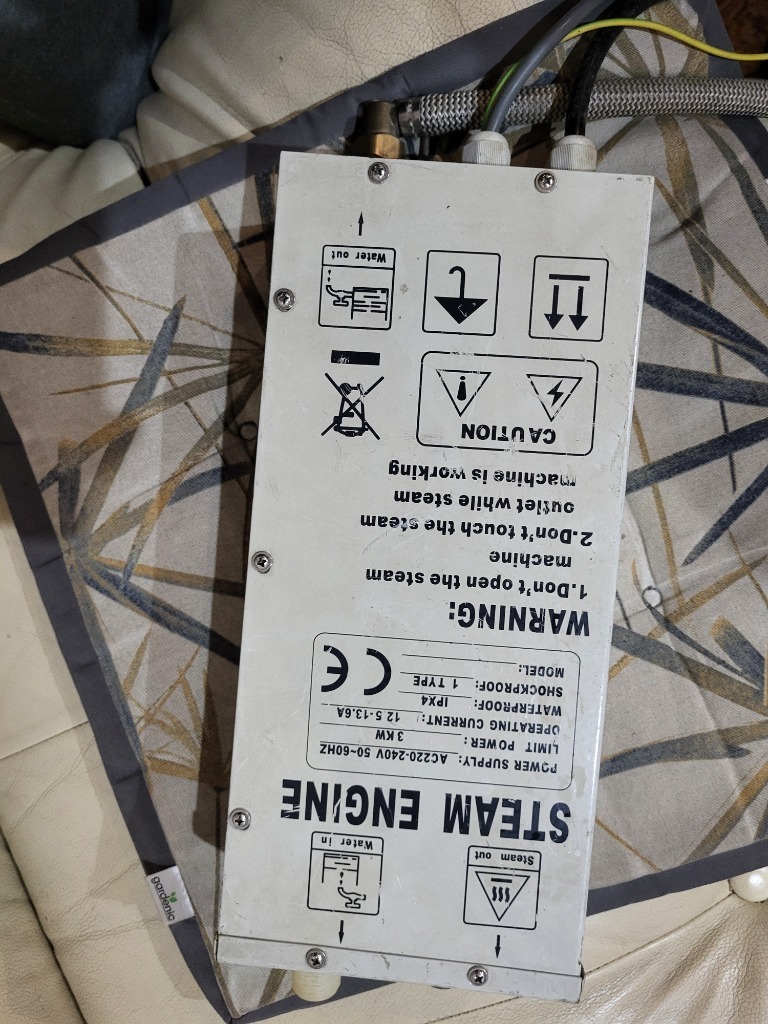 Steam out
Water in
STEAM ENGINE
POWER SUPPLY: AC220-240V 50~60HZ
LIMIT POWER: 3 KW
OPERATING CURRENT: 12.5-13.6A
WATERPROOF: IPX4
SHOCKPROOF: 1 TYPE
MODEL:
CE
WARNING:
1.Don't open the steam
machine
2.Don't touch the steam
outlet while steam
machine is working
CAUTION
Water out
gardenic